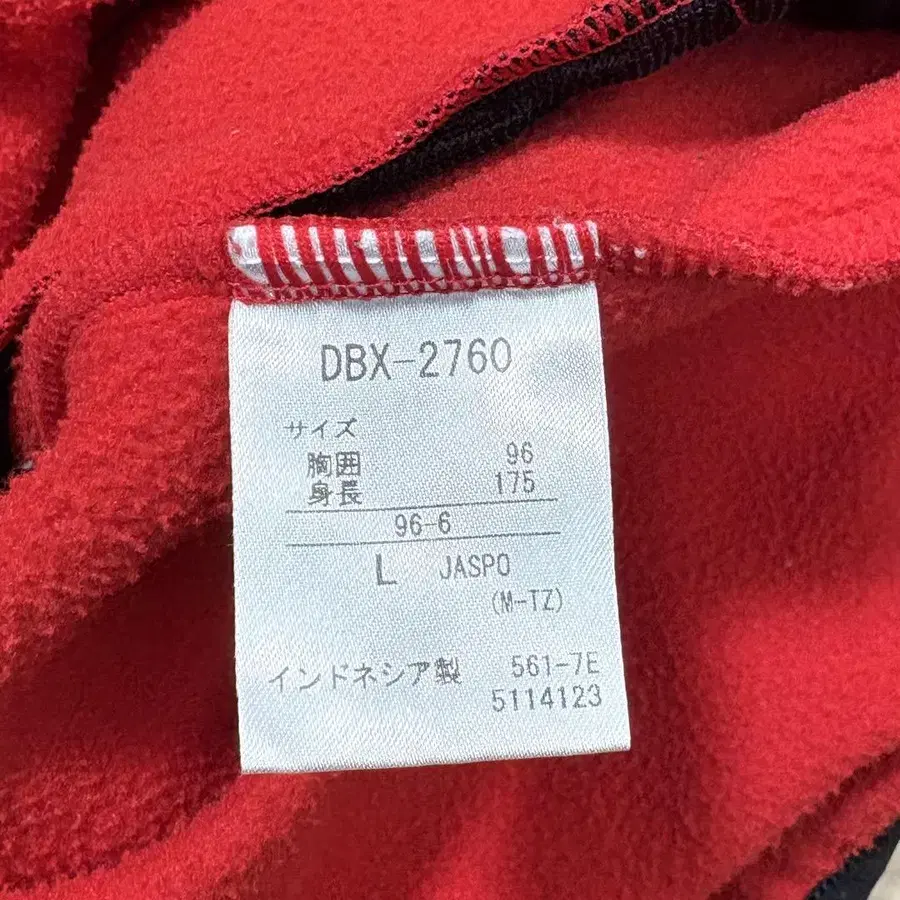 DBX-2760
サイズ
胸囲 96
身長 175
96-6
L JASPO
(M-TZ)
インドネシア製 561-7E
5114123